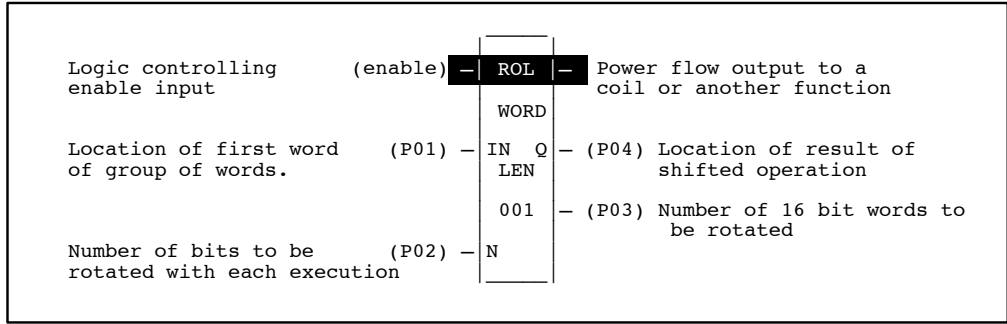 Logic controlling (enable) – ROL – Power flow output to a
enable input coil or another function
WORD
Location of first word (P01) – IN Q – (P04) Location of result of
of group of words. LEN shifted operation
001 – (P03) Number of 16 bit words to
be rotated
Number of bits to be (P02) – N
rotated with each execution